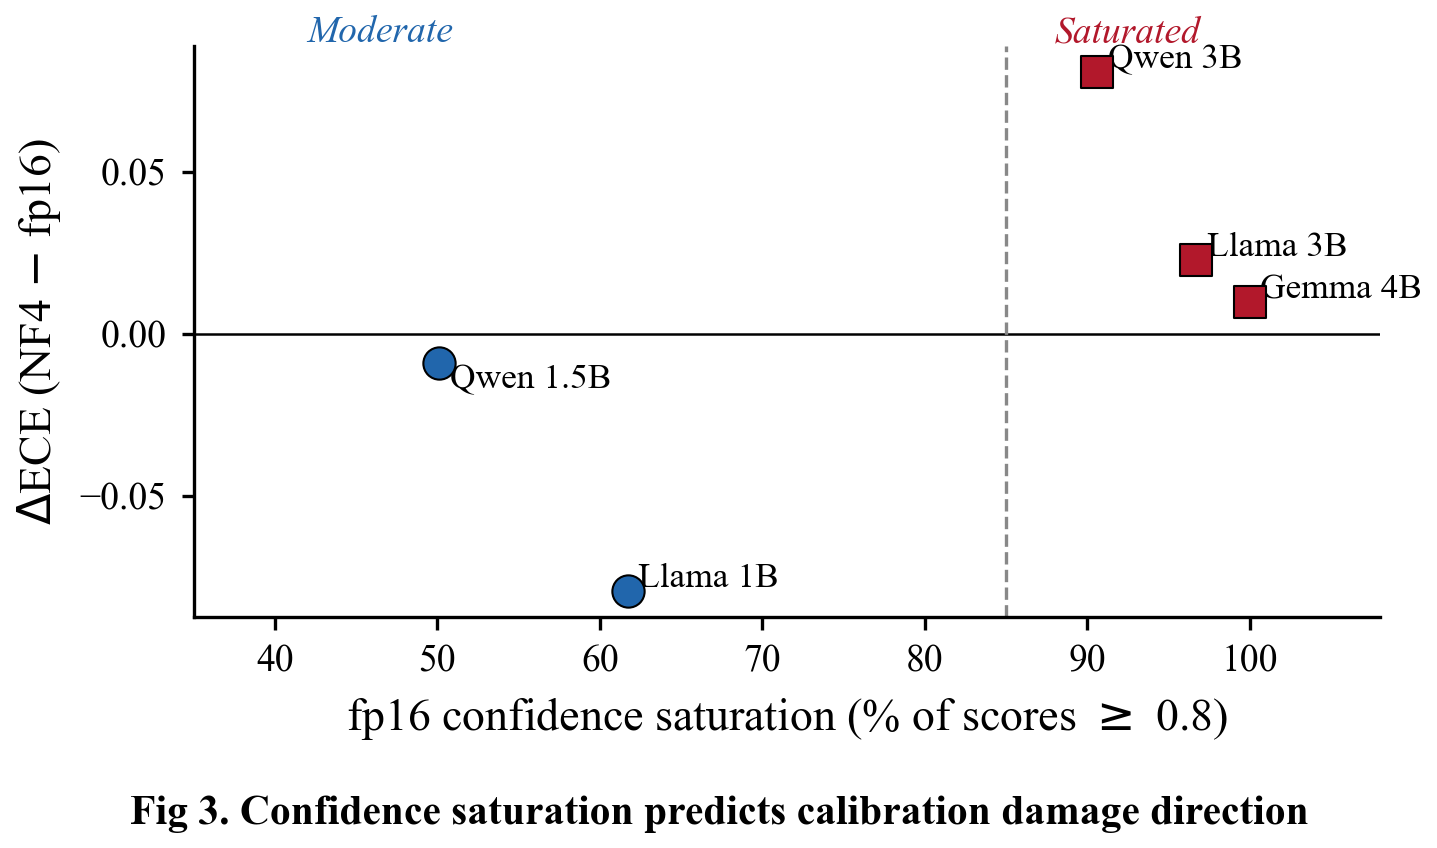 Moderate
Saturated
Qwen 3B
0.05
Llama 3B
Gemma 4B
0.00
Qwen 1.5B
−0.05
Llama 1B
ΔECE (NF4 − fp16)
40 50 60 70 80 90 100
fp16 confidence saturation (% of scores ≥ 0.8)
Fig 3. Confidence saturation predicts calibration damage direction